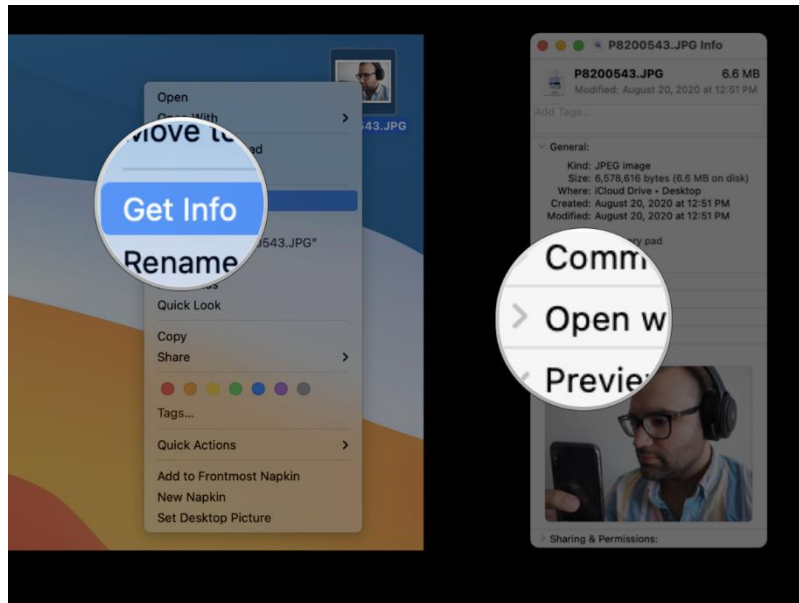 Open
Open With
Move to
Get Info
Rename
543.JPG"
Quick Look
Copy
Share
Tags...
Quick Actions
Add to Frontmost Napkin
New Napkin
Set Desktop Picture
43.JPG
P8200543.JPG Info
P8200543.JPG 6.6 MB
Modified: August 20, 2020 at 12:51 PM
Add Tags...
General:
Kind: JPEG image
Size: 6,578,616 bytes (6.6 MB on disk)
Where: iCloud Drive • Desktop
Created: August 20, 2020 at 12:51 PM
Modified: August 20, 2020 at 12:51 PM
pad
Comm
Open w
Previe
Sharing & Permissions: